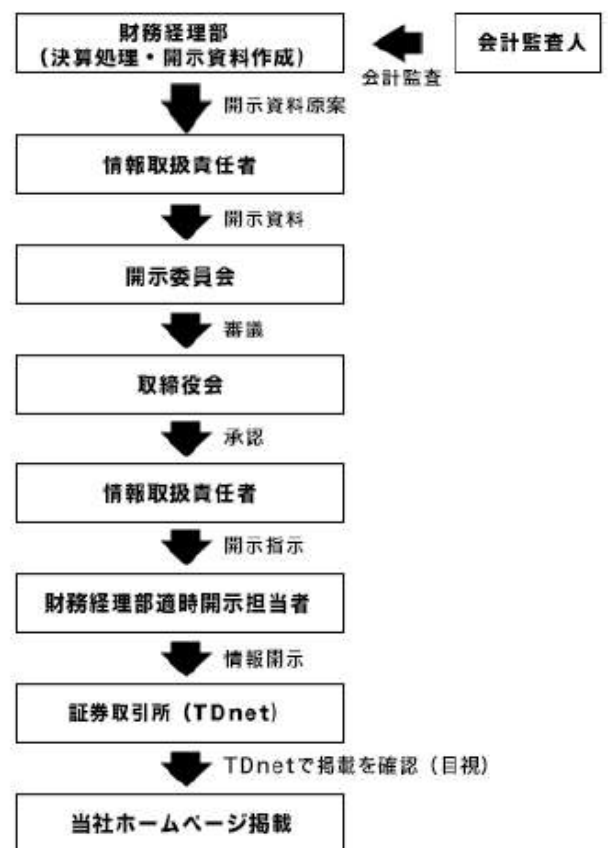 財務経理部
（決算処理・開示資料作成）
会計監査人
会計監査
開示資料原案
情報取扱責任者
開示資料
開示委員会
審議
取締役会
承認
情報取扱責任者
開示指示
財務経理部適時開示担当者
情報開示
証券取引所（TDnet）
TDnetで掲載を確認（目視）
当社ホームページ掲載